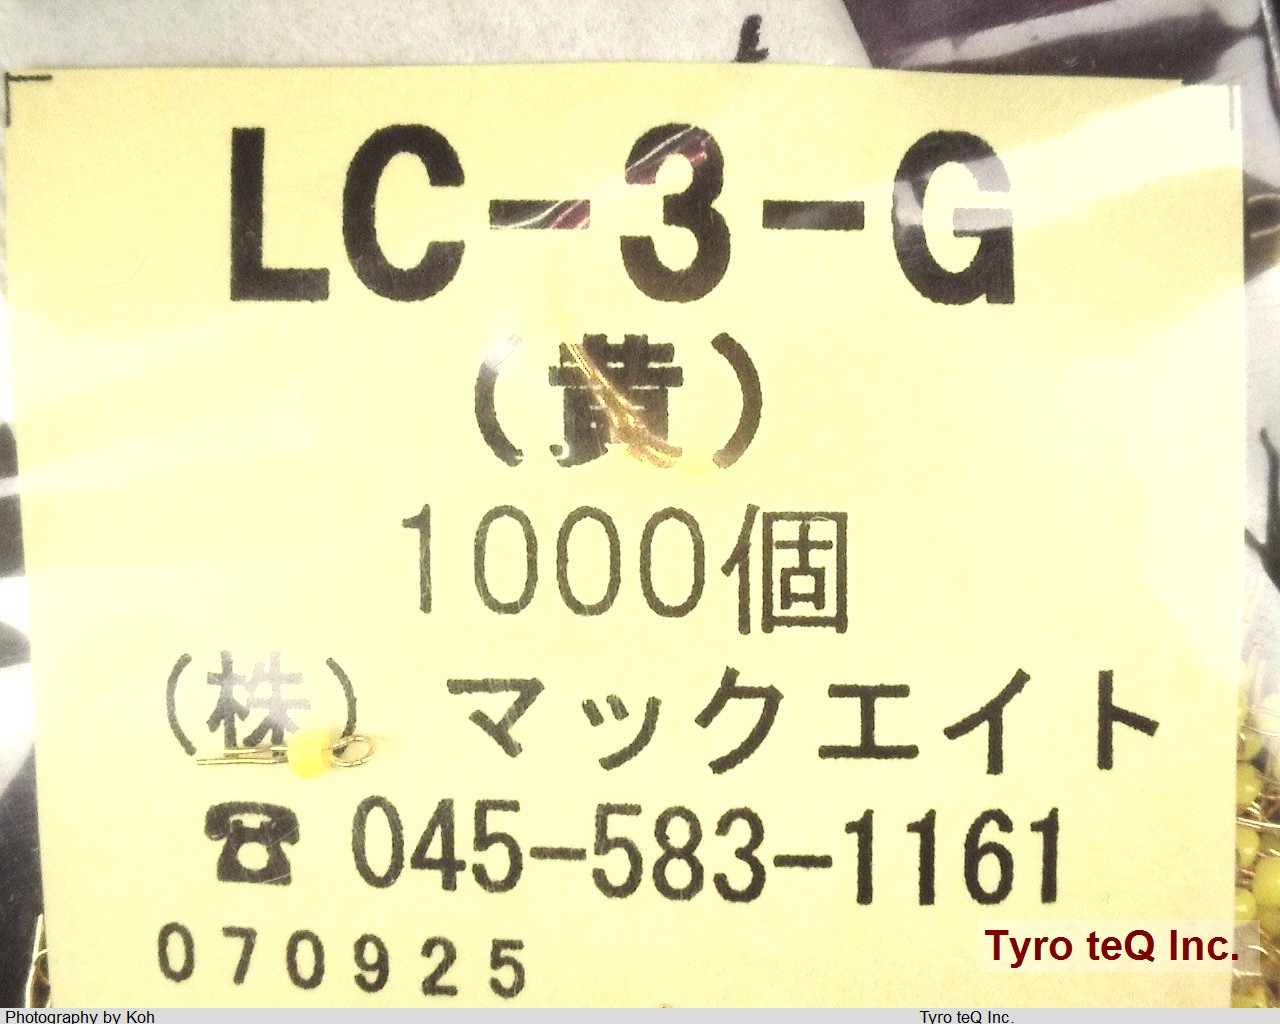 LC-3-G
(黄)
1000個
(株) マックエイト
☎ 045-583-1161
070925
Tyro teQ Inc.
Photography by Koh
Tyro teQ Inc.